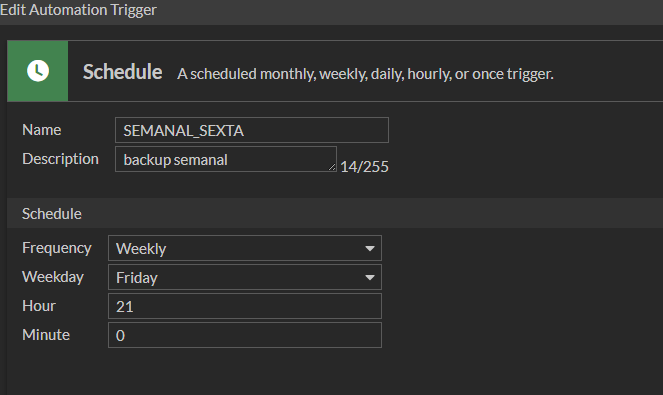 Edit Automation Trigger
Schedule A scheduled monthly, weekly, daily, hourly, or once trigger.
Name SEMANAL_SEXTA
Description backup semanal 14/255
Schedule
Frequency Weekly
Weekday Friday
Hour 21
Minute 0